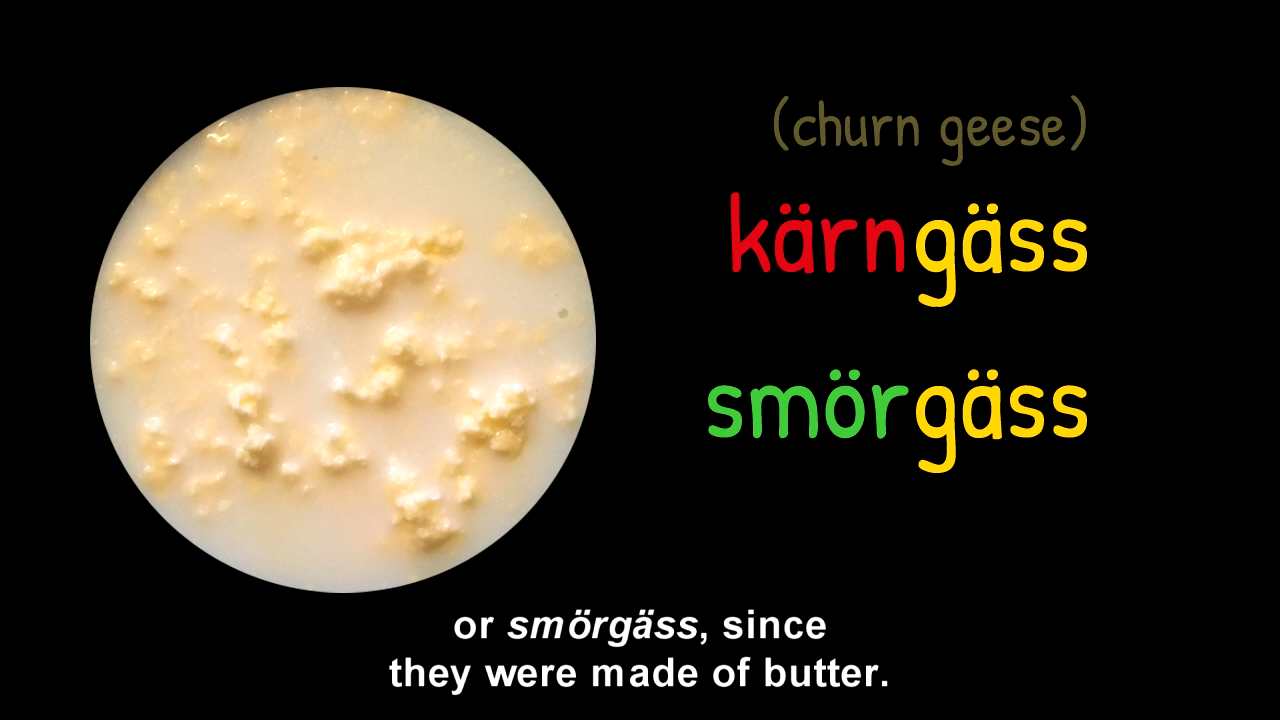 (churn geese)
kärngäss
smörgäss
or smörgäss, since
they were made of butter.